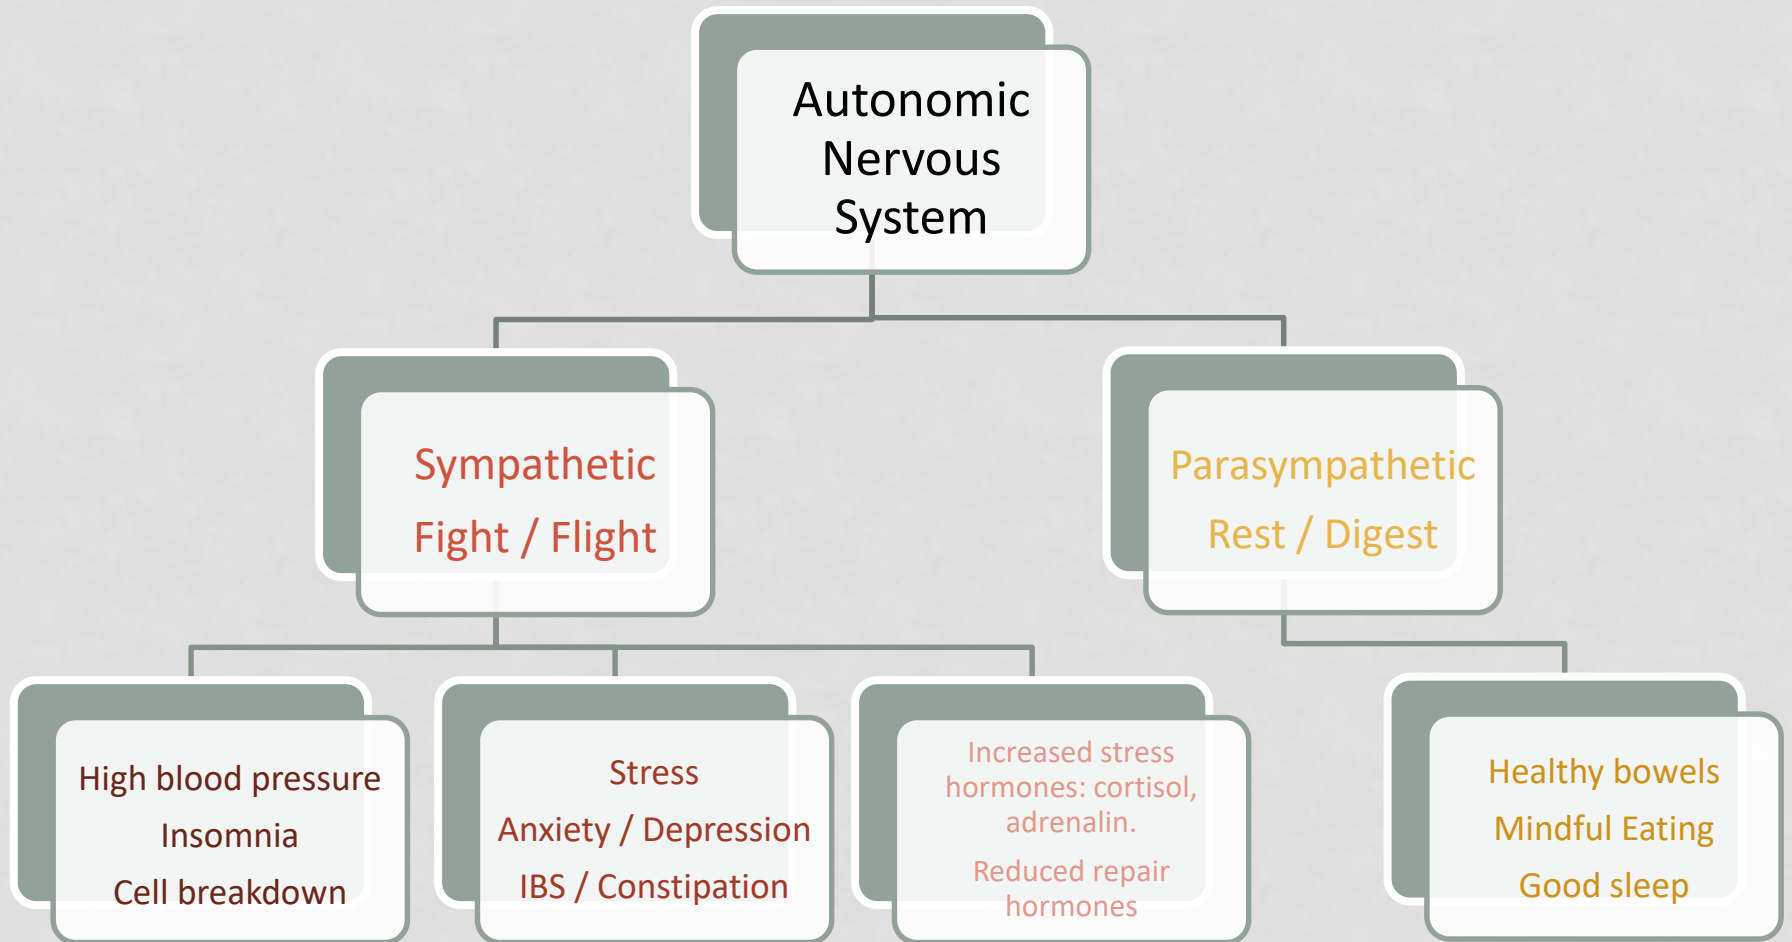 Autonomic
Nervous
System
Sympathetic
Fight / Flight
Parasympathetic
Rest / Digest
High blood pressure
Insomnia
Cell breakdown
Stress
Anxiety / Depression
IBS / Constipation
Increased stress
hormones: cortisol,
adrenalin.
Reduced repair
hormones
Healthy bowels
Mindful Eating
Good sleep